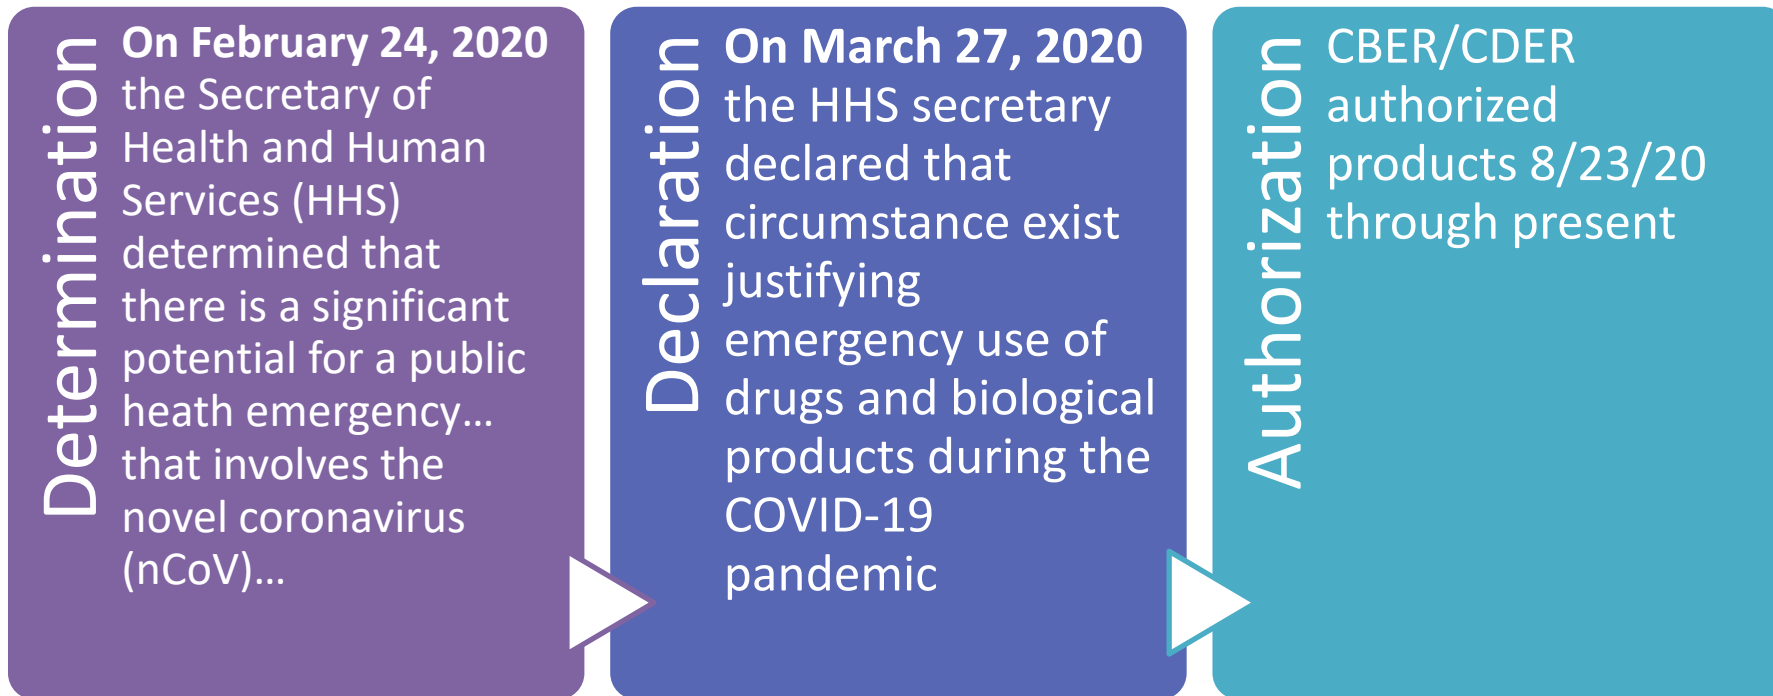 Determination
On February 24, 2020
the Secretary of
Health and Human
Services (HHS)
determined that
there is a significant
potential for a public
heath emergency…
that involves the
novel coronavirus
(nCoV)…
Declaration
On March 27, 2020
the HHS secretary
declared that
circumstance exist
justifying
emergency use of
drugs and biological
products during the
COVID-19
pandemic
Authorization
CBER/CDER
authorized
products 8/23/20
through present